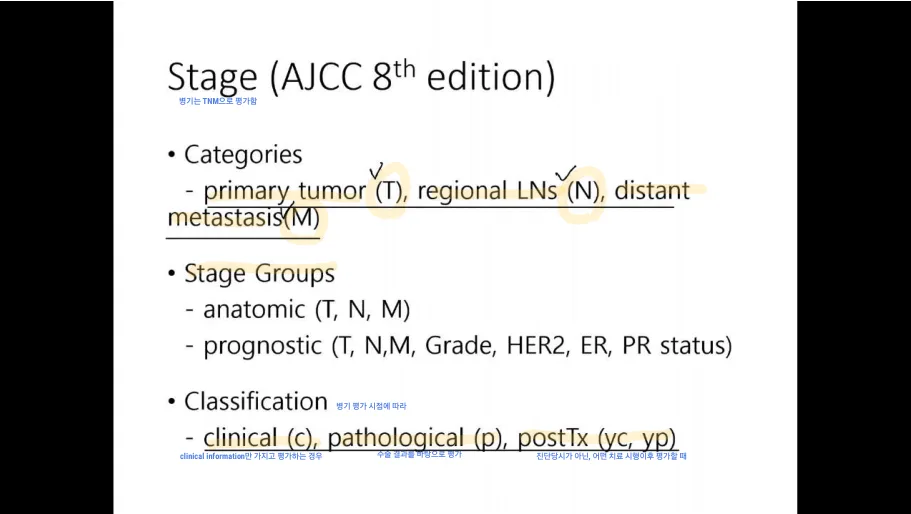 Stage (AJCC 8th edition)
병기는 TNM으로 평가함
• Categories
- primary tumor (T), regional LNs (N), distant
metastasis(M)
• Stage Groups
- anatomic (T, N, M)
- prognostic (T, N,M, Grade, HER2, ER, PR status)
• Classification 병기 평가 시점에 따라
- clinical (c), pathological (p), postTx (yc, yp)
clinical information만 가지고 평가하는 경우 수술 결과를 바탕으로 평가 진단당시가 아닌, 어떤 치료 시행이후 평가할 때